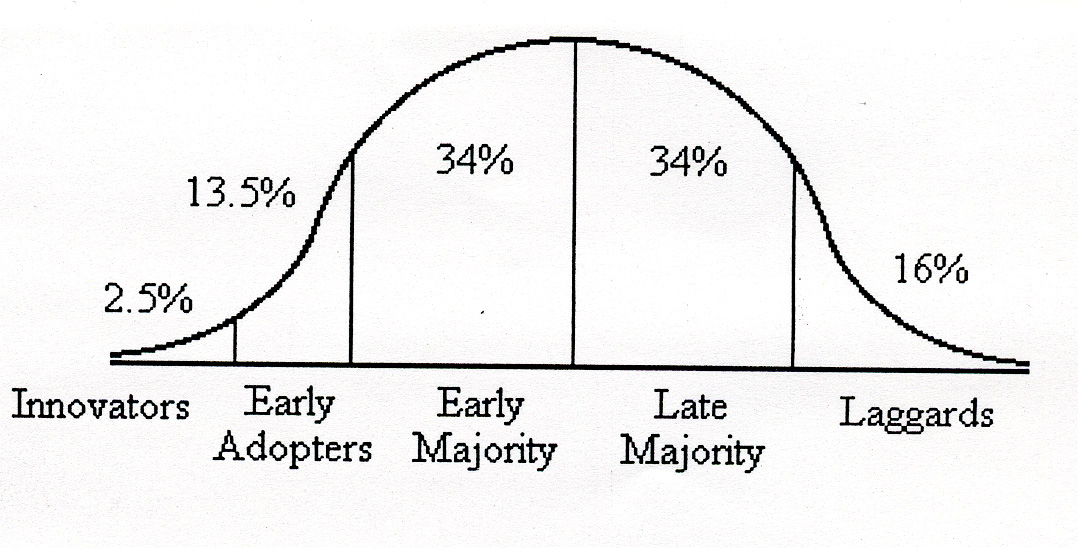 34%
34%
13.5%
16%
2.5%
Innovators
Early
Adopters
Early
Majority
Late
Majority
Laggards